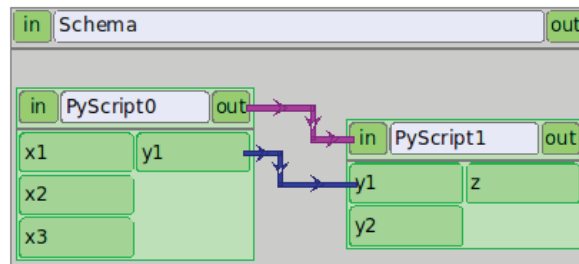 in Schema out
in PyScript0 out
in PyScript1 out
x1 y1
y1 z
x2
y2
x3